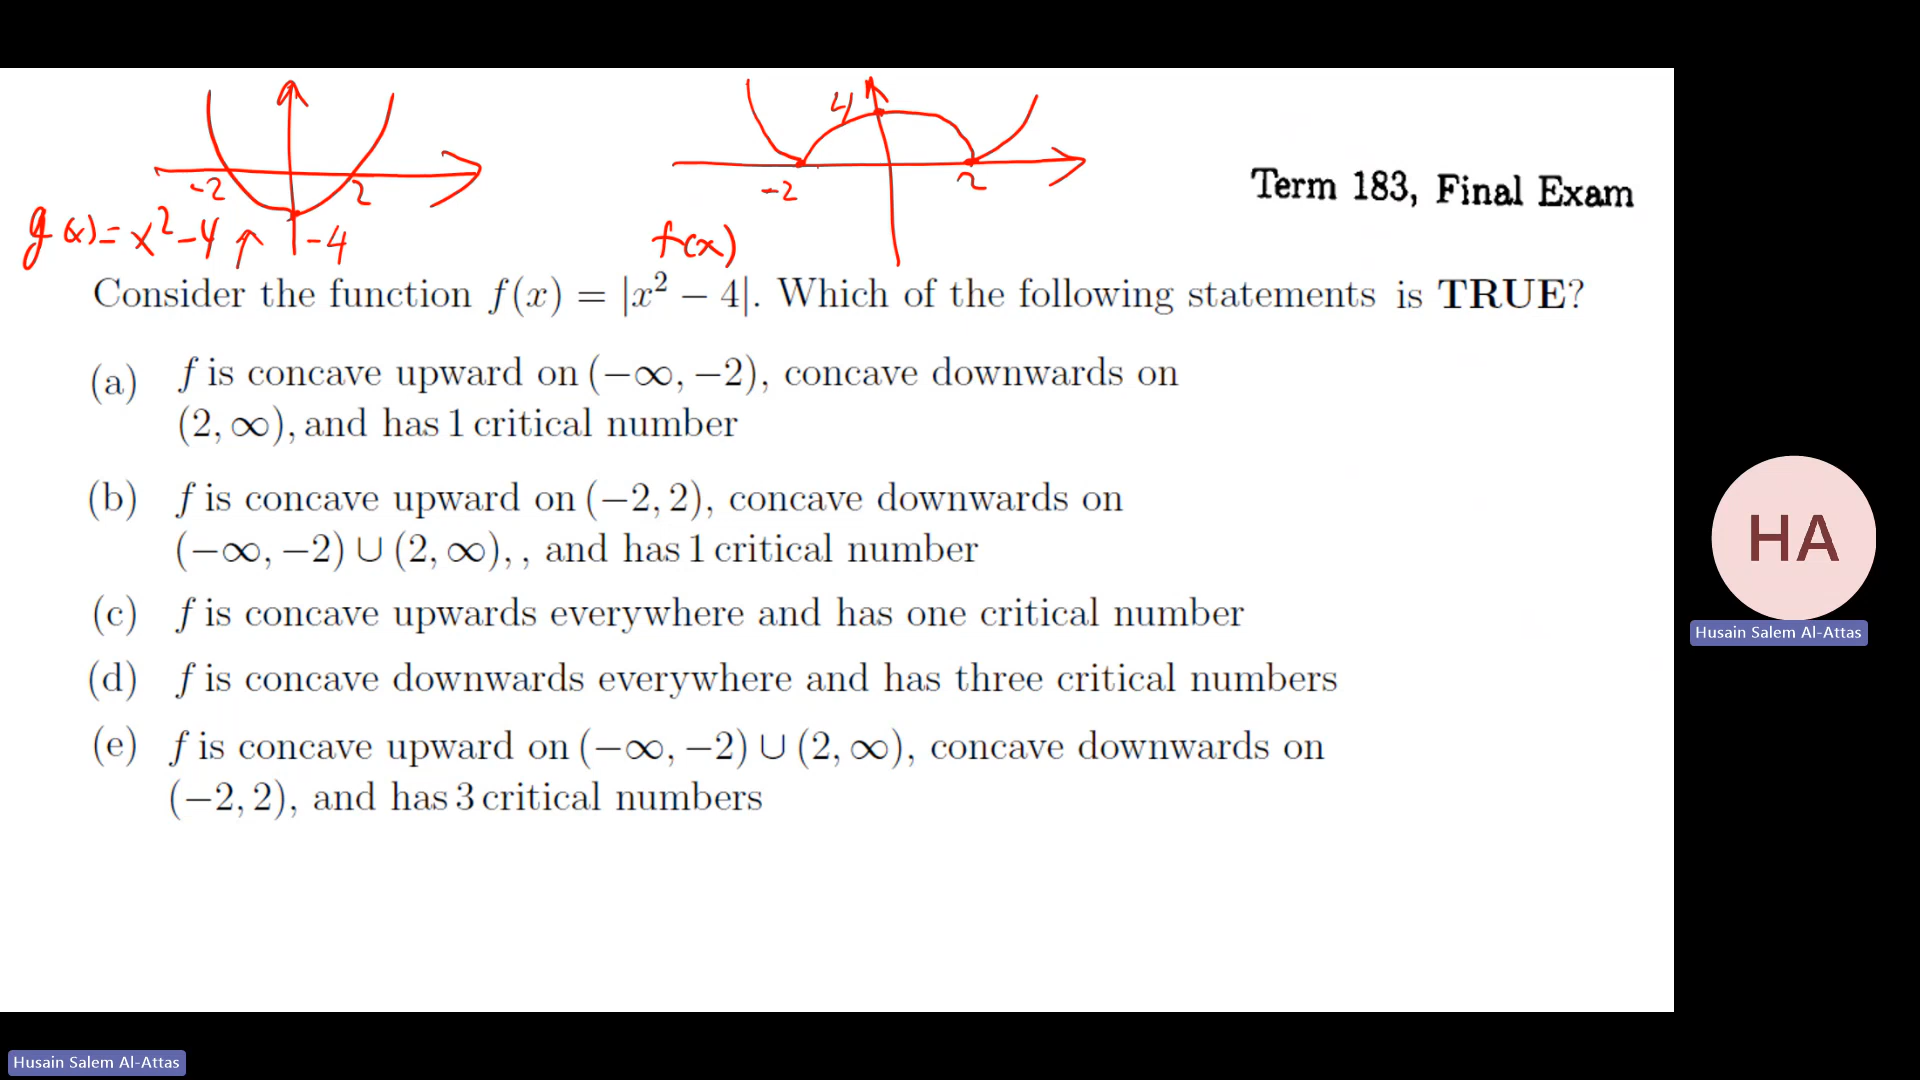 -2 2
g(x)=x²-4 ↑ -4
4
-2 2
f(x)
Term 183, Final Exam
Consider the function f(x) = |x² − 4|. Which of the following statements is TRUE?
(a) f is concave upward on (−∞, −2), concave downwards on
(2, ∞), and has 1 critical number
(b) f is concave upward on (−2, 2), concave downwards on
(−∞, −2) ∪ (2, ∞), , and has 1 critical number
(c) f is concave upwards everywhere and has one critical number
(d) f is concave downwards everywhere and has three critical numbers
(e) f is concave upward on (−∞, −2) ∪ (2, ∞), concave downwards on
(−2, 2), and has 3 critical numbers
HA
Husain Salem Al-Attas
Husain Salem Al-Attas